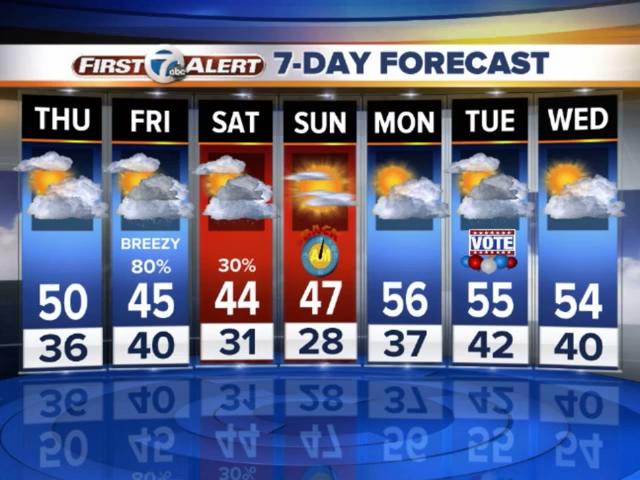 FIRST 7 abc ALERT 7-DAY FORECAST
THU FRI SAT SUN MON TUE WED
BREEZY
VOTE
80% 30%
AM
50 45 44 47 56 55 54
36 40 31 28 37 42 40